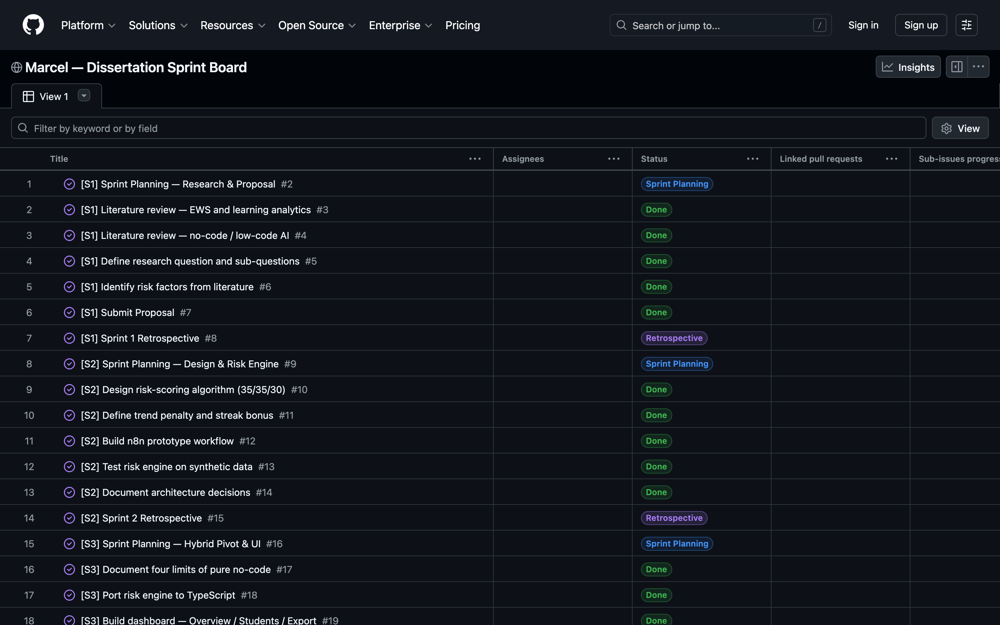 Platform Solutions Resources Open Source Enterprise Pricing Search or jump to... / Sign in Sign up
Marcel — Dissertation Sprint Board Insights
View 1
Filter by keyword or by field View
Title Assignees Status Linked pull requests Sub-issues progress
1 [S1] Sprint Planning — Research & Proposal #2 Sprint Planning
2 [S1] Literature review — EWS and learning analytics #3 Done
3 [S1] Literature review — no-code / low-code AI #4 Done
4 [S1] Define research question and sub-questions #5 Done
5 [S1] Identify risk factors from literature #6 Done
6 [S1] Submit Proposal #7 Done
7 [S1] Sprint 1 Retrospective #8 Retrospective
8 [S2] Sprint Planning — Design & Risk Engine #9 Sprint Planning
9 [S2] Design risk-scoring algorithm (35/35/30) #10 Done
10 [S2] Define trend penalty and streak bonus #11 Done
11 [S2] Build n8n prototype workflow #12 Done
12 [S2] Test risk engine on synthetic data #13 Done
13 [S2] Document architecture decisions #14 Done
14 [S2] Sprint 2 Retrospective #15 Retrospective
15 [S3] Sprint Planning — Hybrid Pivot & UI #16 Sprint Planning
16 [S3] Document four limits of pure no-code #17 Done
17 [S3] Port risk engine to TypeScript #18 Done
18 [S3] Build dashboard — Overview / Students / Export #19 Done